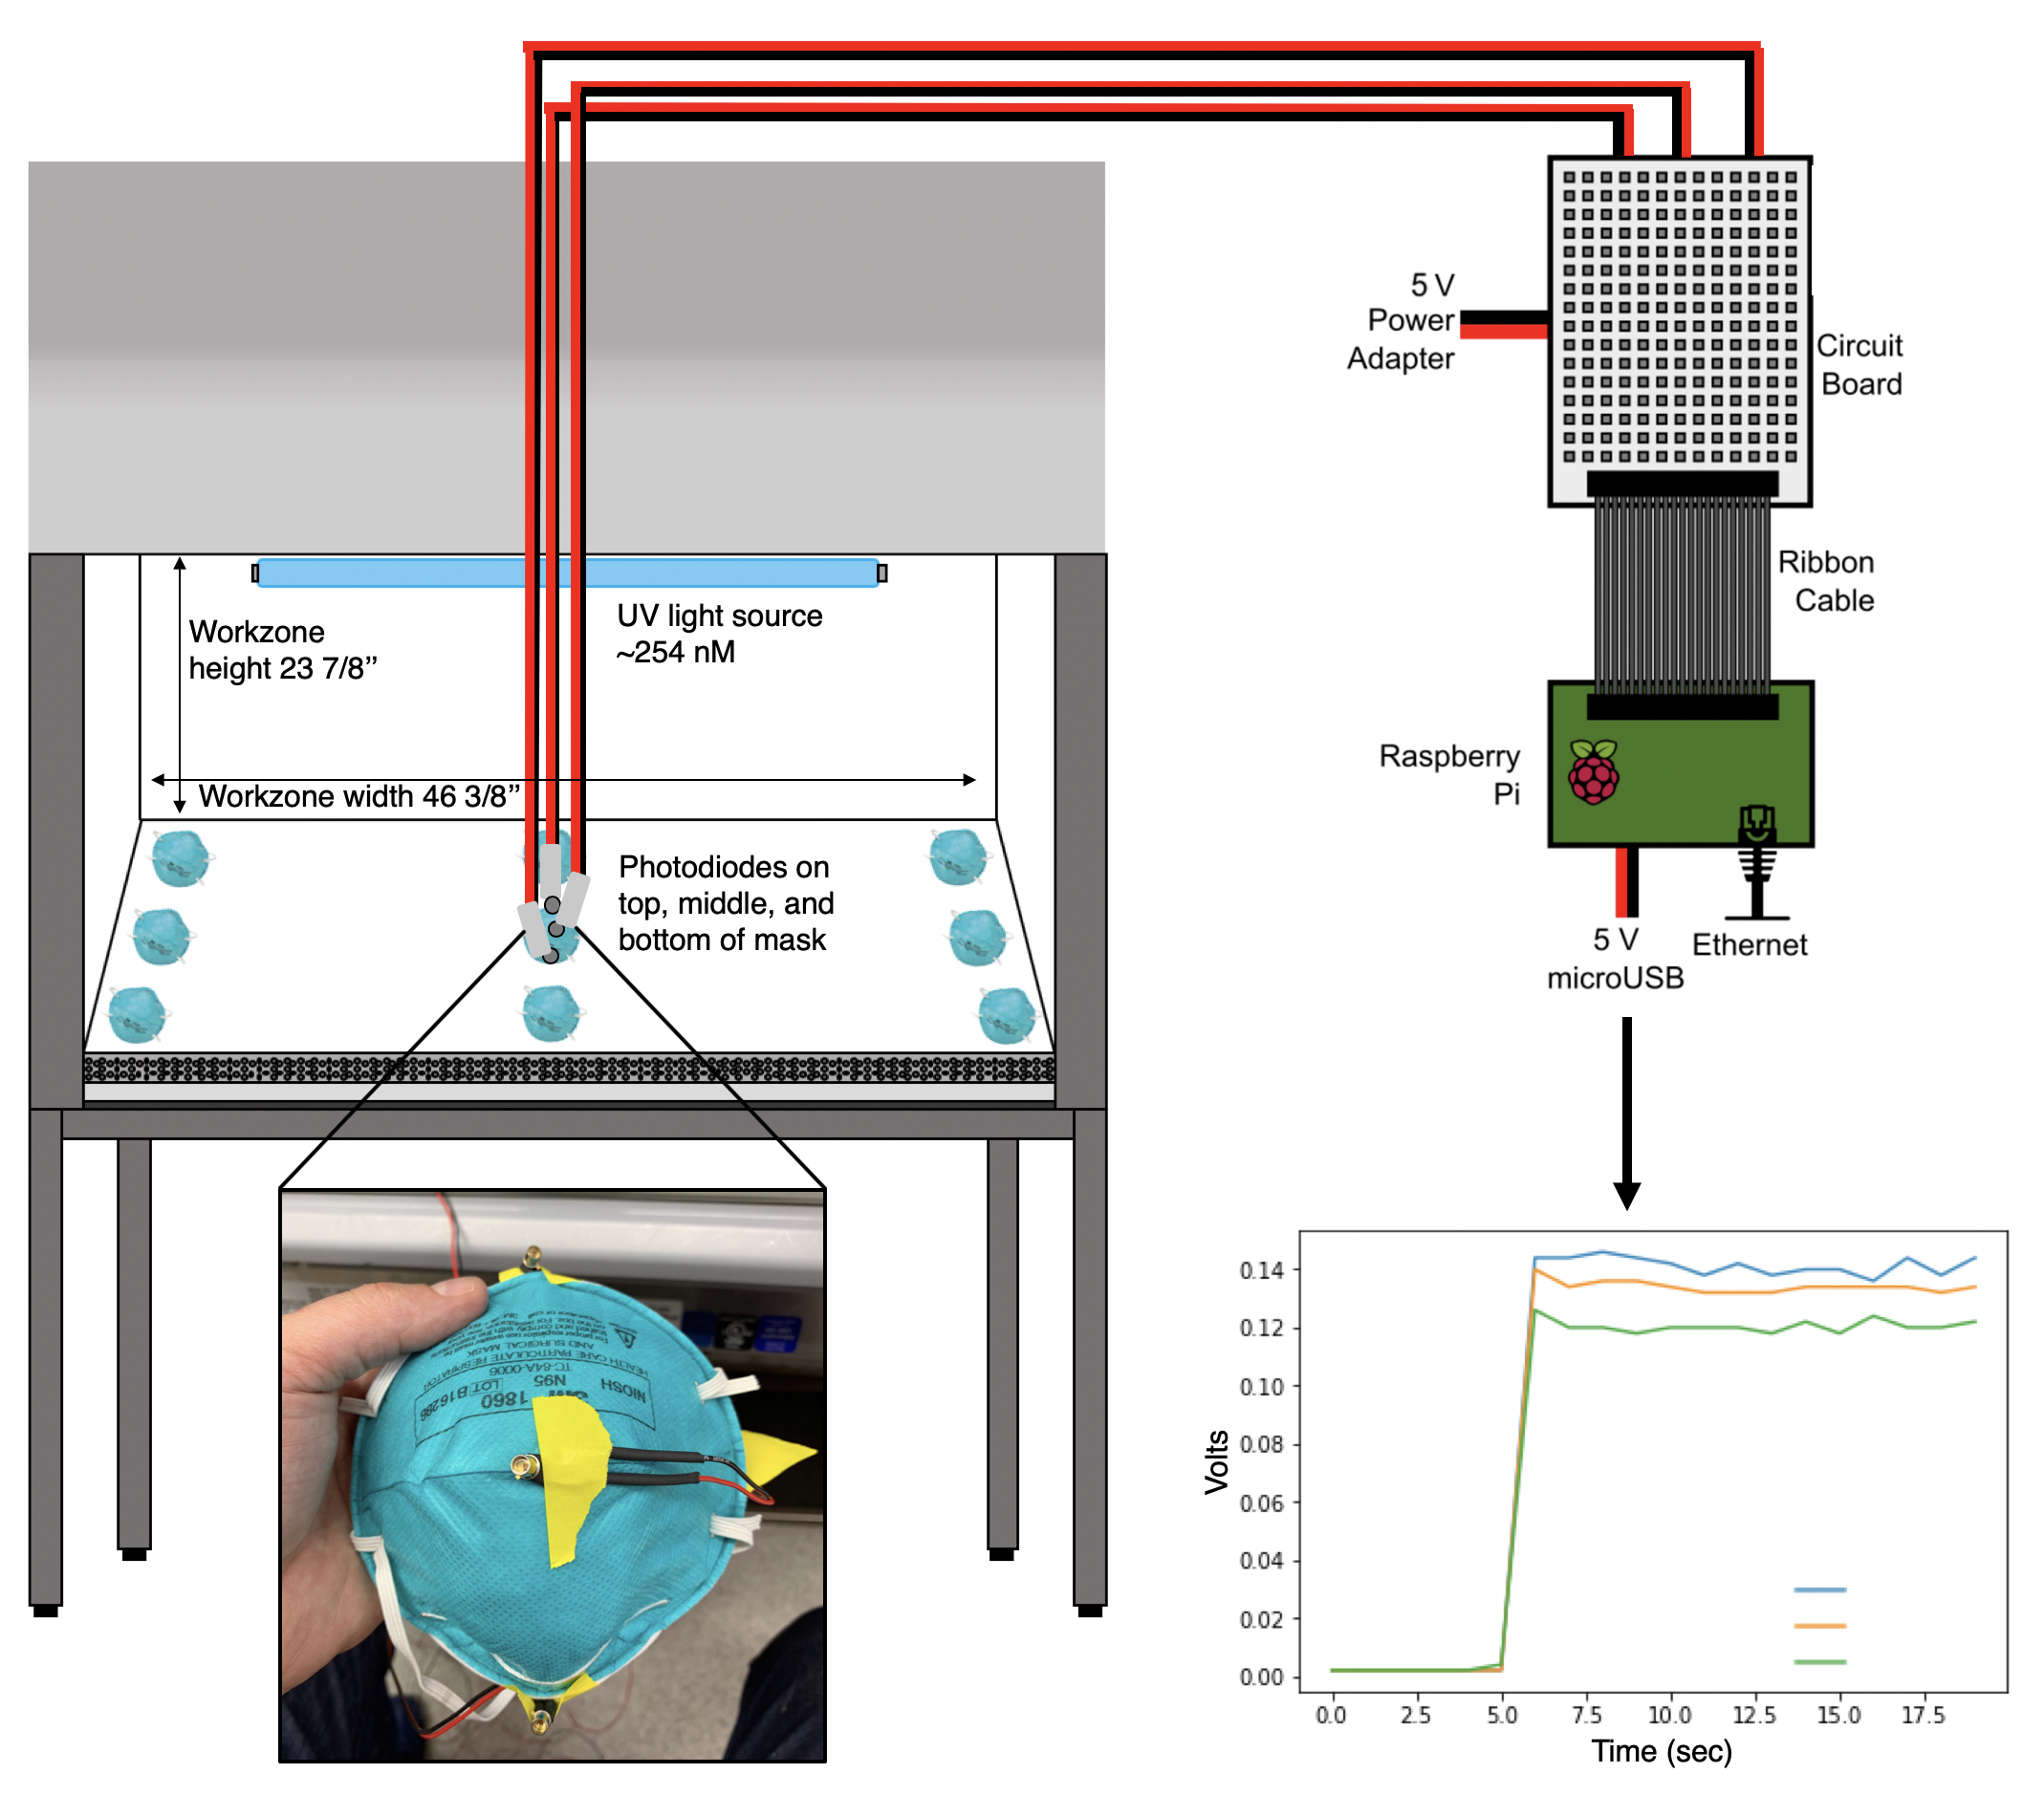 5 V
Power
Adapter
Circuit
Board
Ribbon
Cable
Workzone
height 23 7/8”
UV light source
~254 nM
Workzone width 46 3/8”
Raspberry
Pi
Photodiodes on
top, middle, and
bottom of mask
5 V
microUSB
Ethernet
HEALTH CARE PARTICULATE RESPIRATOR
AND SURGICAL MASK
TC-84A-0006
NIOSH
N95
LOT B16286
1860
0.14
0.12
0.10
0.08
0.06
0.04
0.02
0.00
Volts
0.0 2.5 5.0 7.5 10.0 12.5 15.0 17.5
Time (sec)